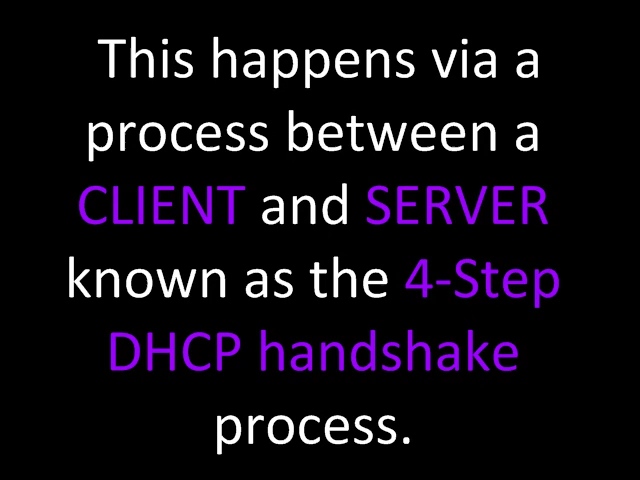 This happens via a
process between a
CLIENT and SERVER
known as the 4-Step
DHCP handshake
process.